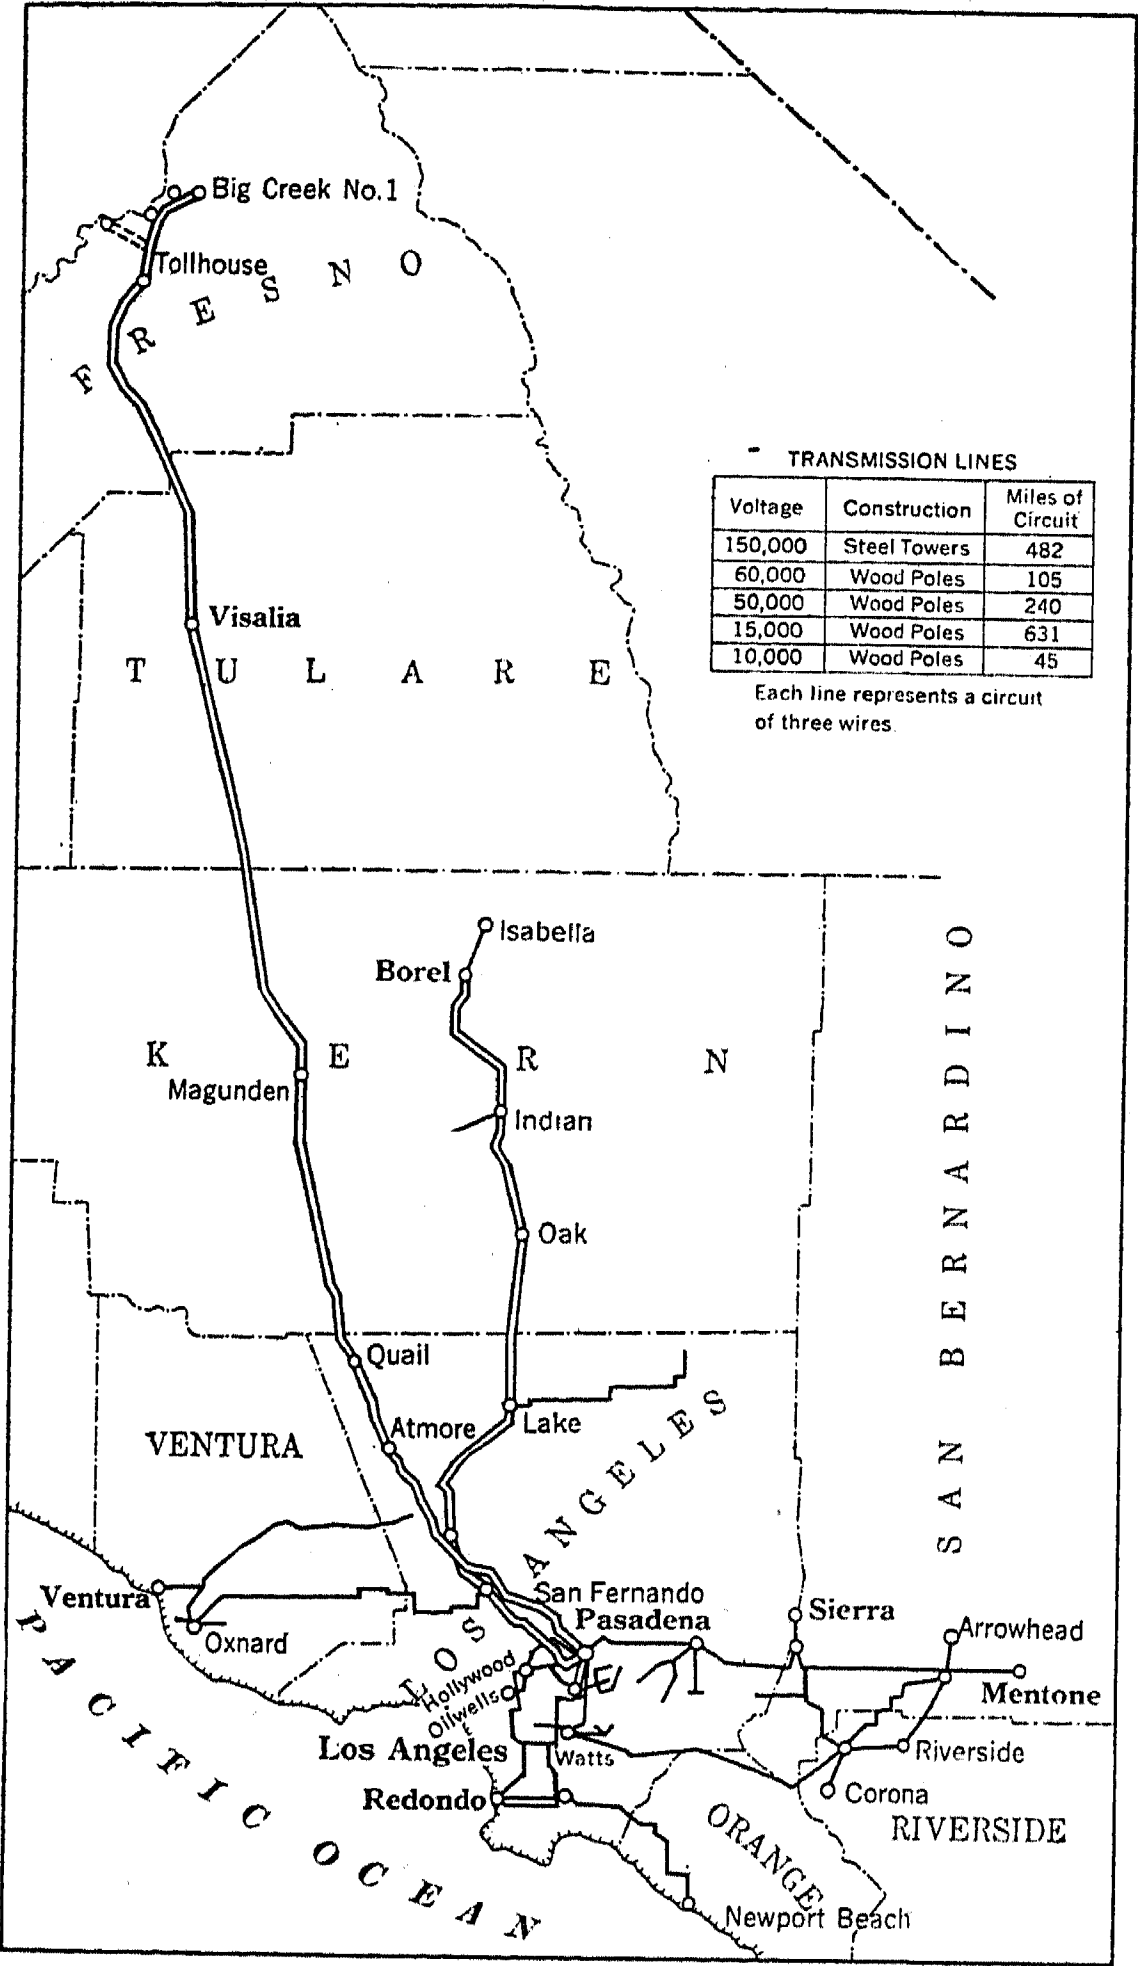 Big Creek No.1
Tollhouse
FRESNO
TRANSMISSION LINES
Voltage Construction Miles of Circuit
150,000 Steel Towers 482
60,000 Wood Poles 105
50,000 Wood Poles 240
15,000 Wood Poles 631
10,000 Wood Poles 45
Each line represents a circuit
of three wires
Visalia
TULARE
Isabella
Borel
KERN
Magunden
Indian
Oak
SAN BERNARDINO
Quail
Atmore
Lake
VENTURA
LOS ANGELES
San Fernando
Pasadena
Ventura
Oxnard
Sierra
Arrowhead
Mentone
Hollywood
Oilwells
Los Angeles
Watts
Riverside
Corona
Redondo
ORANGE
RIVERSIDE
Newport Beach
PACIFIC OCEAN